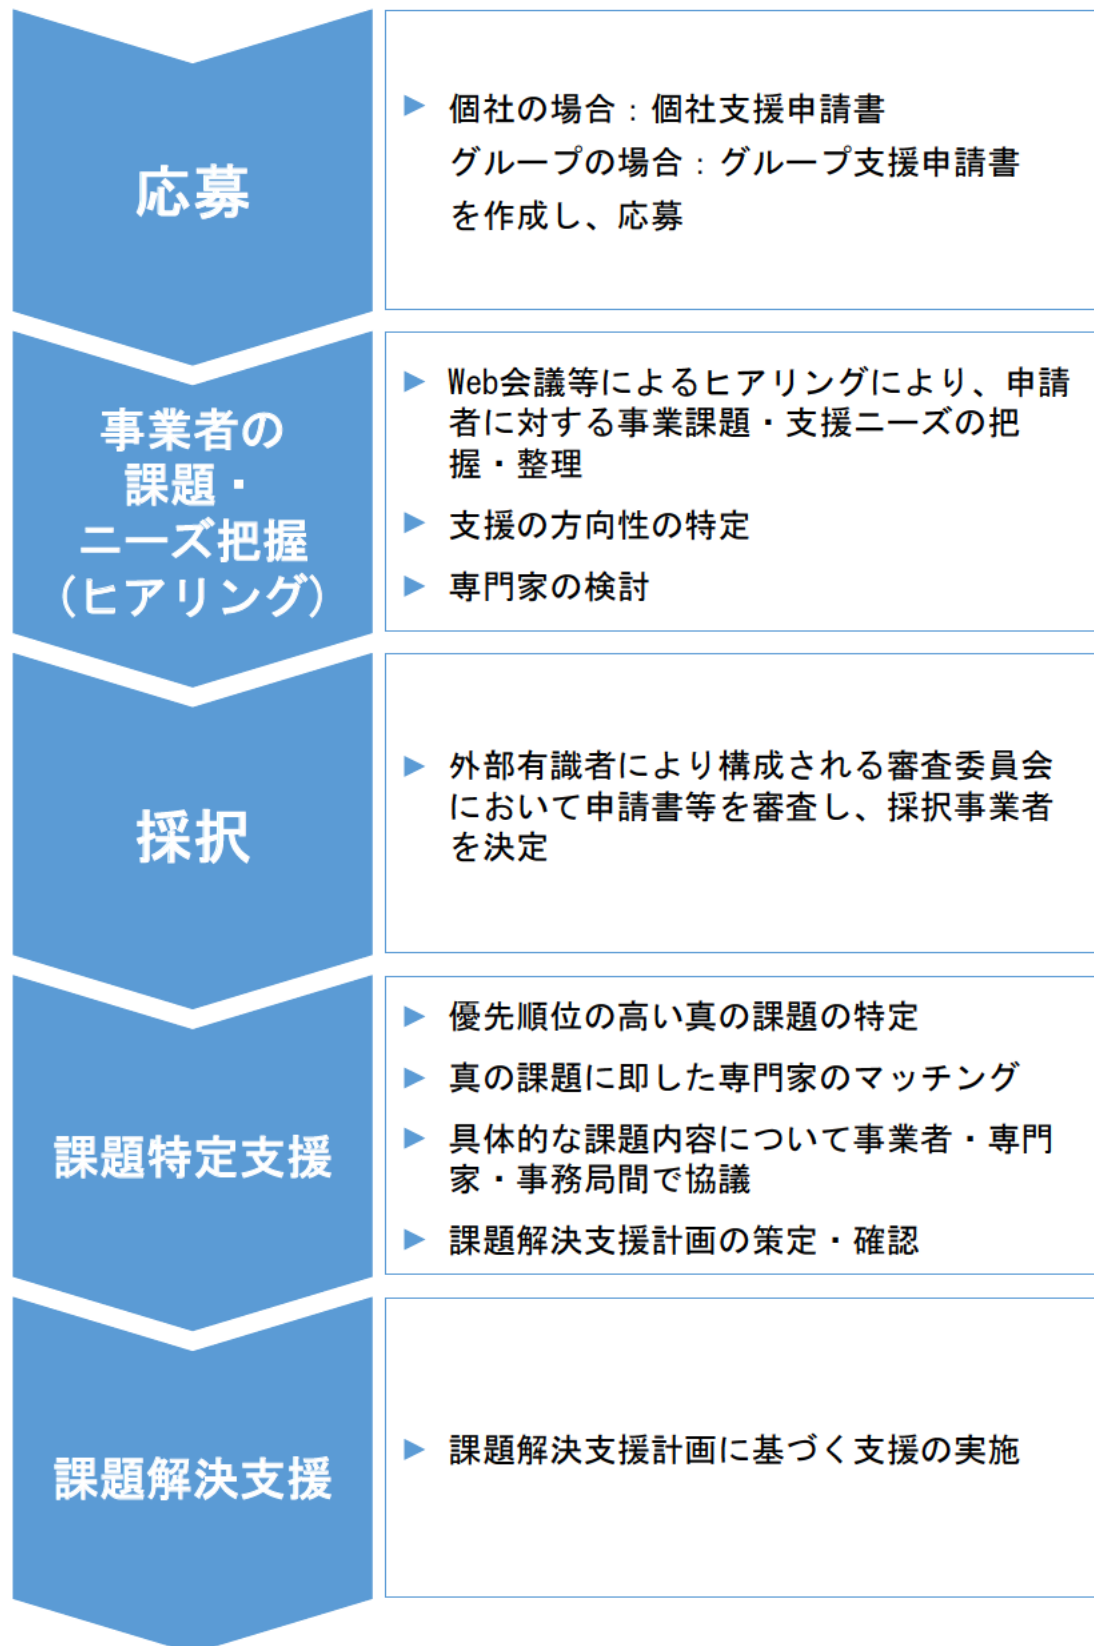 応募
個社の場合：個社支援申請書
グループの場合：グループ支援申請書
を作成し、応募
事業者の
課題・
ニーズ把握
（ヒアリング）
Web会議等によるヒアリングにより、申請
者に対する事業課題・支援ニーズの把
握・整理
支援の方向性の特定
専門家の検討
採択
外部有識者により構成される審査委員会
において申請書等を審査し、採択事業者
を決定
課題特定支援
優先順位の高い真の課題の特定
真の課題に即した専門家のマッチング
具体的な課題内容について事業者・専門
家・事務局間で協議
課題解決支援計画の策定・確認
課題解決支援
課題解決支援計画に基づく支援の実施